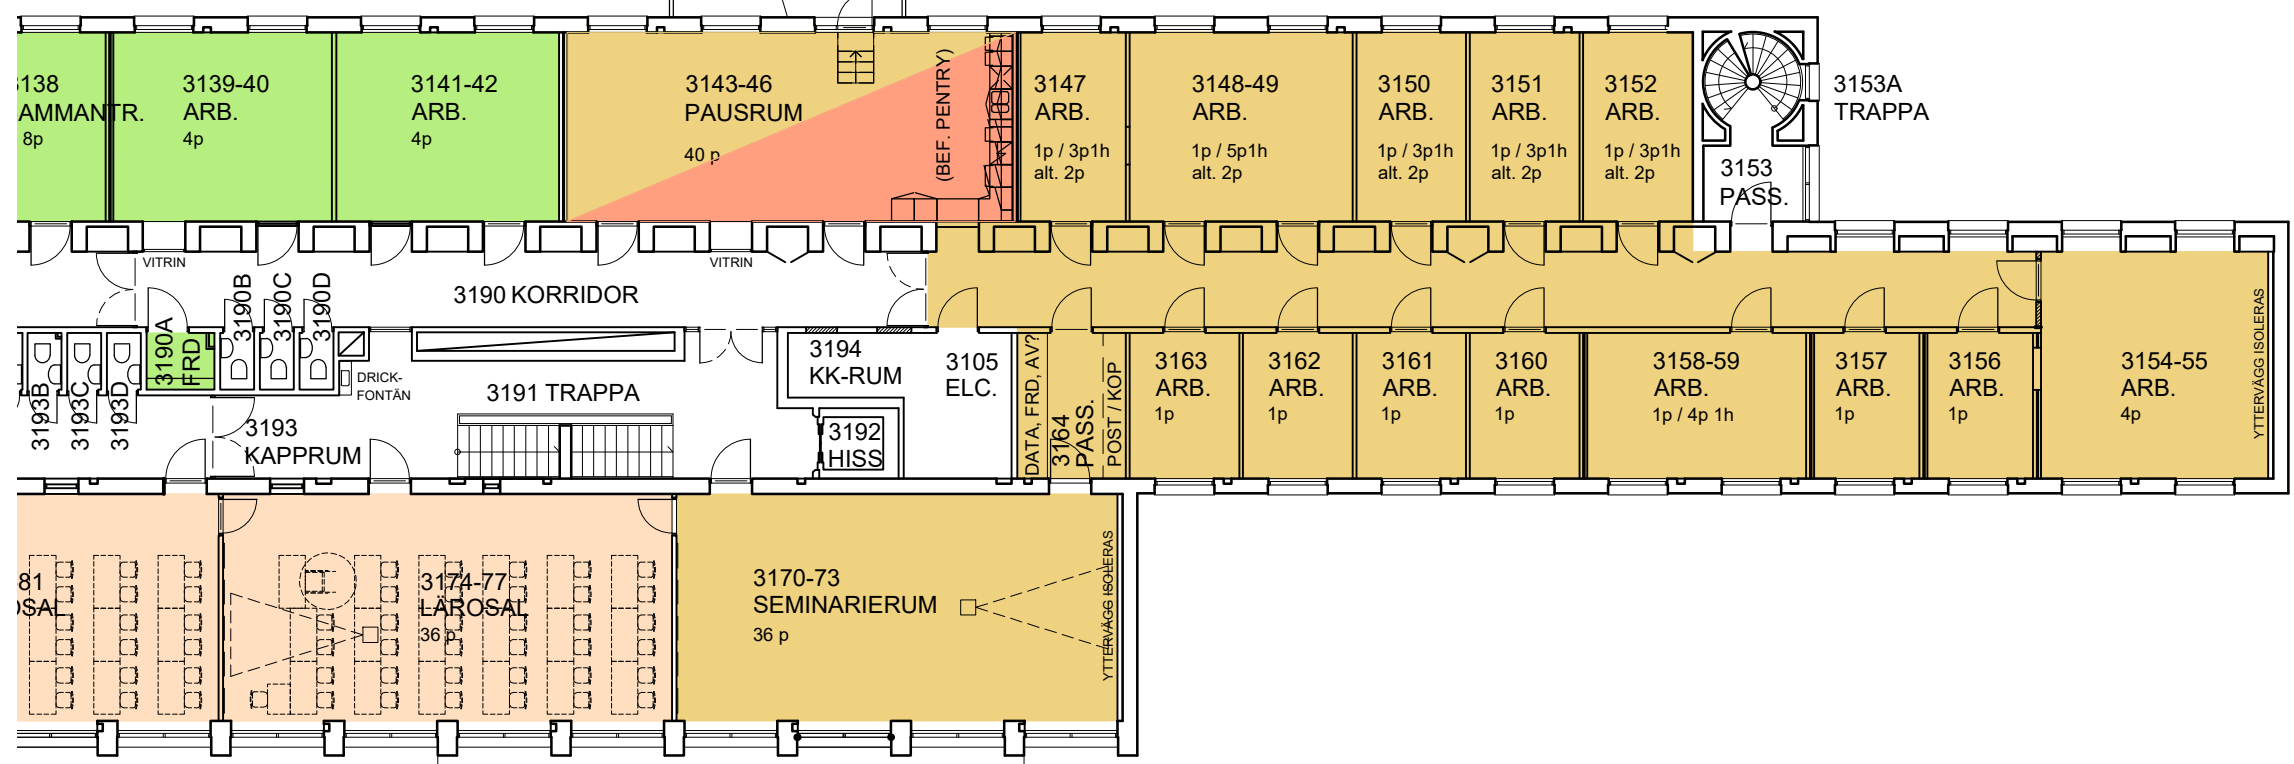 3138
AMMANTR.
8p
3139-40
ARB.
4p
3141-42
ARB.
4p
3143-46
PAUSRUM
40 p
(BEF. PENTRY)
3147
ARB.
1p / 3p1h
alt. 2p
3148-49
ARB.
1p / 5p1h
alt. 2p
3150
ARB.
1p / 3p1h
alt. 2p
3151
ARB.
1p / 3p1h
alt. 2p
3152
ARB.
1p / 3p1h
alt. 2p
3153
PASS.
3153A
TRAPPA
VITRIN
VITRIN
3190B
3190C
3190D
3190 KORRIDOR
3190A
FRD
3193B
3193C
3193D
DRICK-
FONTÄN
3191 TRAPPA
3193
KAPPRUM
3194
KK-RUM
3192
HISS
3105
ELC.
DATA, FRD, AV?
3164
PASS.
POST / KOP
3163
ARB.
1p
3162
ARB.
1p
3161
ARB.
1p
3160
ARB.
1p
3158-59
ARB.
1p / 4p 1h
3157
ARB.
1p
3156
ARB.
1p
3154-55
ARB.
4p
YTTERVÄGG ISOLERAS
81
OSAL
3174-77
LÄROSAL
36 p
3170-73
SEMINARIERUM
36 p
YTTERVÄGG ISOLERAS